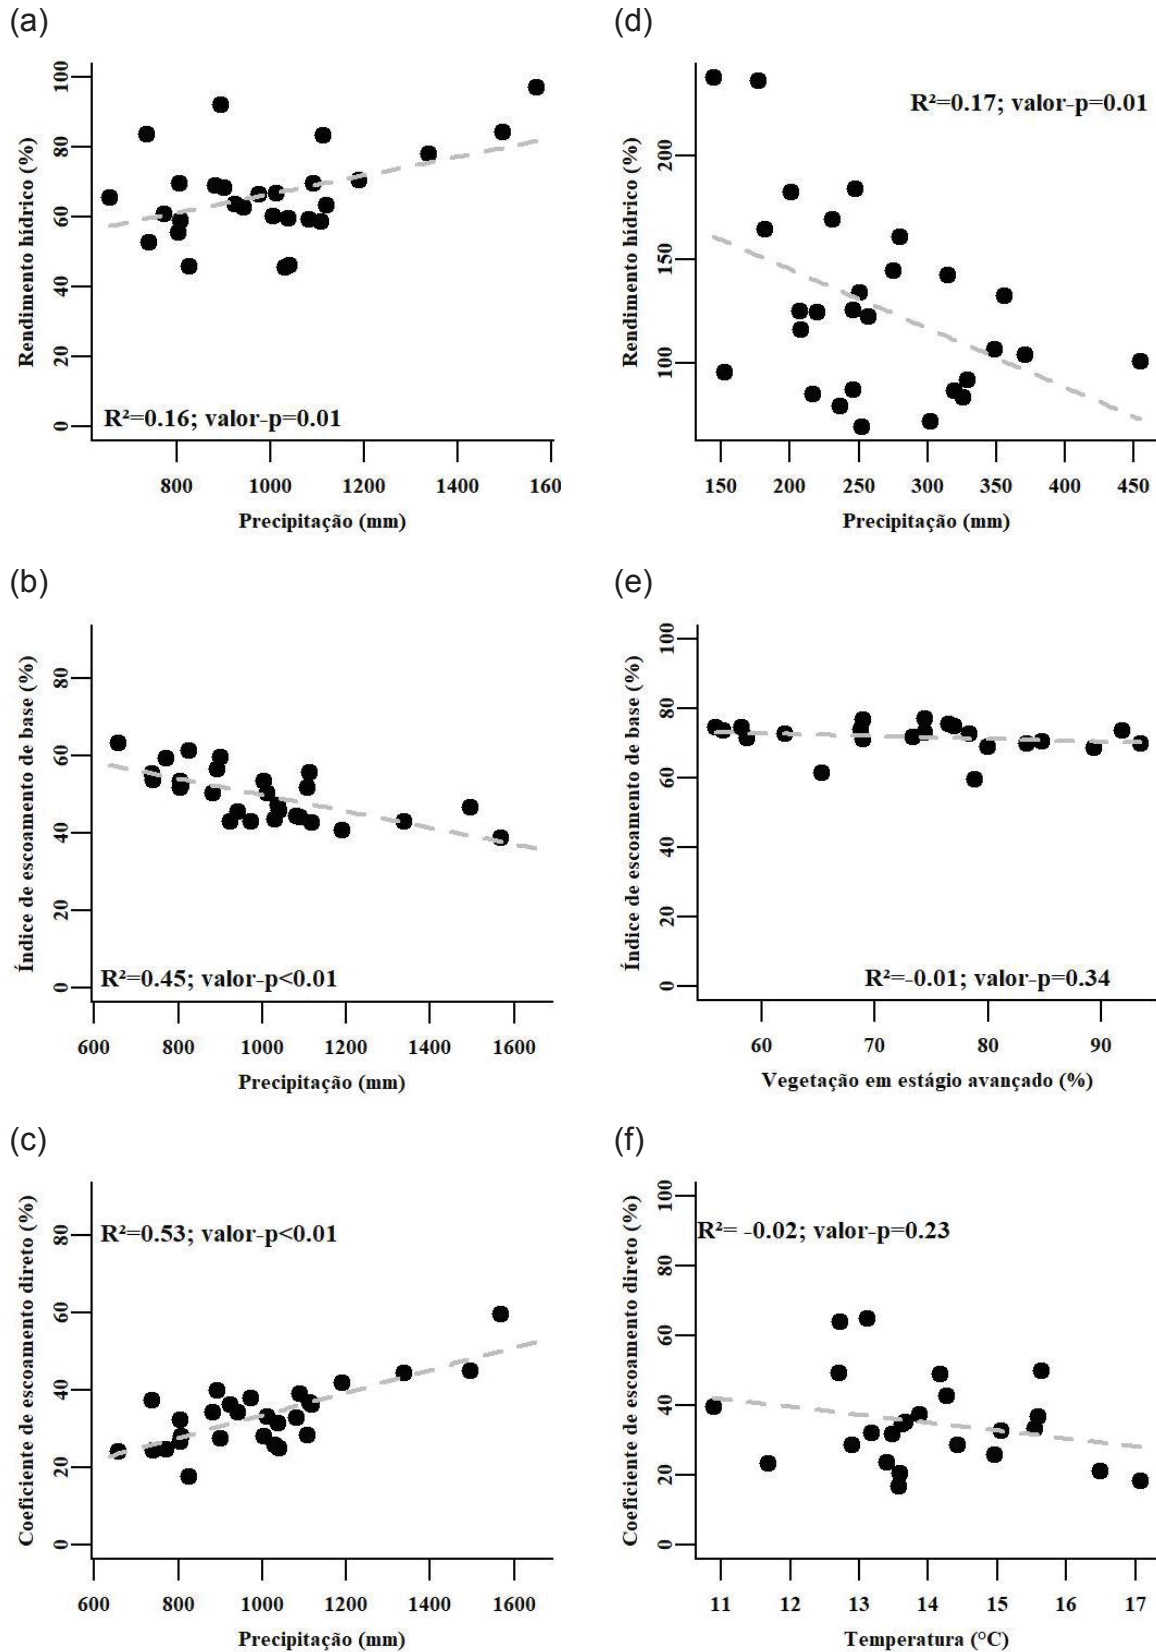 (a)
Rendimento hídrico (%)
100
80
60
40
20
0
R²=0.16; valor-p=0.01
800 1000 1200 1400 160
Precipitação (mm)
(d)
Rendimento hídrico (%)
200
150
100
R²=0.17; valor-p=0.01
150 200 250 300 350 400 450
Precipitação (mm)
(b)
Índice de escoamento de base (%)
80
60
40
20
0
R²=0.45; valor-p<0.01
600 800 1000 1200 1400 1600
Precipitação (mm)
(e)
Índice de escoamento de base (%)
100
80
60
40
20
0
R²=-0.01; valor-p=0.34
60 70 80 90
Vegetação em estágio avançado (%)
(c)
Coeficiente de escoamento direto (%)
80
60
40
20
0
R²=0.53; valor-p<0.01
600 800 1000 1200 1400 1600
Precipitação (mm)
(f)
Coeficiente de escoamento direto (%)
100
80
60
40
20
0
R²= -0.02; valor-p=0.23
11 12 13 14 15 16 17
Temperatura (°C)